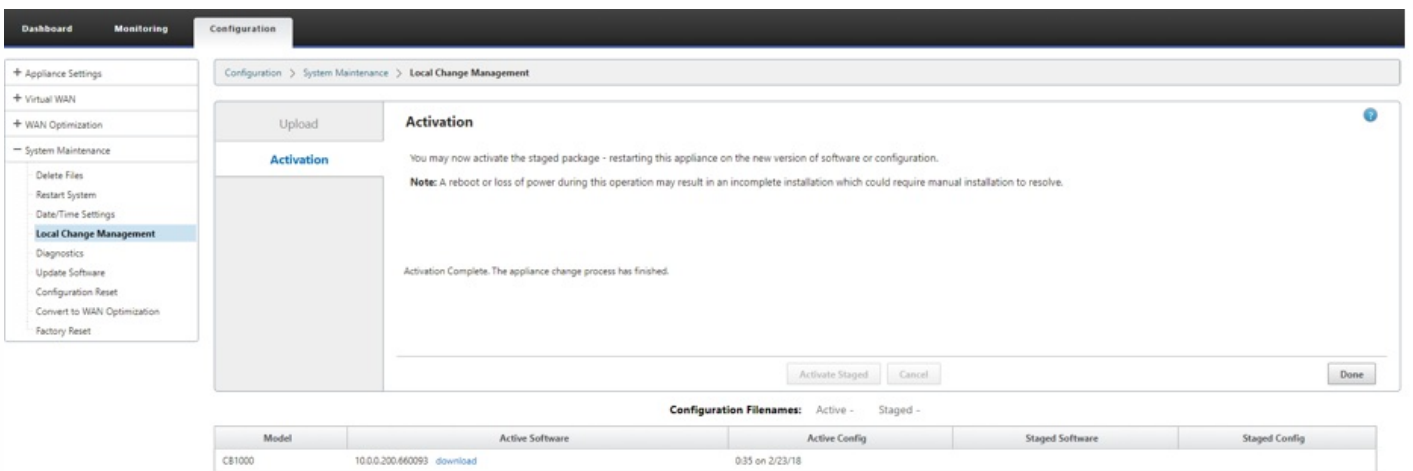 Dashboard Monitoring Configuration
+ Appliance Settings
+ Virtual WAN
+ WAN Optimization
− System Maintenance
Delete Files
Restart System
Date/Time Settings
Local Change Management
Diagnostics
Update Software
Configuration Reset
Convert to WAN Optimization
Factory Reset
Configuration > System Maintenance > Local Change Management
Upload
Activation
Activation
?
You may now activate the staged package - restarting this appliance on the new version of software or configuration.
Note: A reboot or loss of power during this operation may result in an incomplete installation which could require manual installation to resolve.
Activation Complete. The appliance change process has finished.
Activate Staged Cancel Done
Configuration Filenames: Active - Staged -
Model Active Software Active Config Staged Software Staged Config
CB1000 10.0.0.200.660093 download 0:35 on 2/23/18